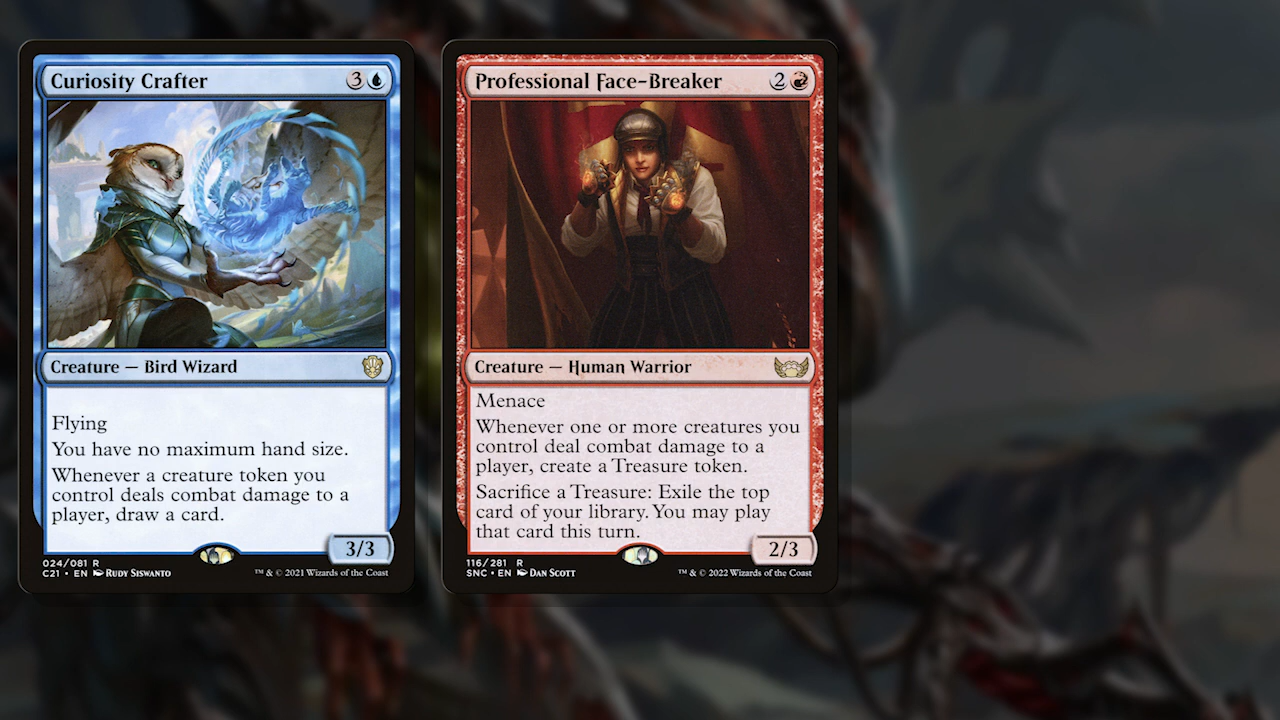 Curiosity Crafter 3
Creature — Bird Wizard
Flying
You have no maximum hand size.
Whenever a creature token you
control deals combat damage to a
player, draw a card.
3/3
024/081 R
C21 • EN Rudy Siswanto
™ & © 2021 Wizards of the Coast
Professional Face-Breaker 2
Creature — Human Warrior
Menace
Whenever one or more creatures you
control deal combat damage to a
player, create a Treasure token.
Sacrifice a Treasure: Exile the top
card of your library. You may play
that card this turn.
2/3
116/281 R
SNC • EN Dan Scott
™ & © 2022 Wizards of the Coast